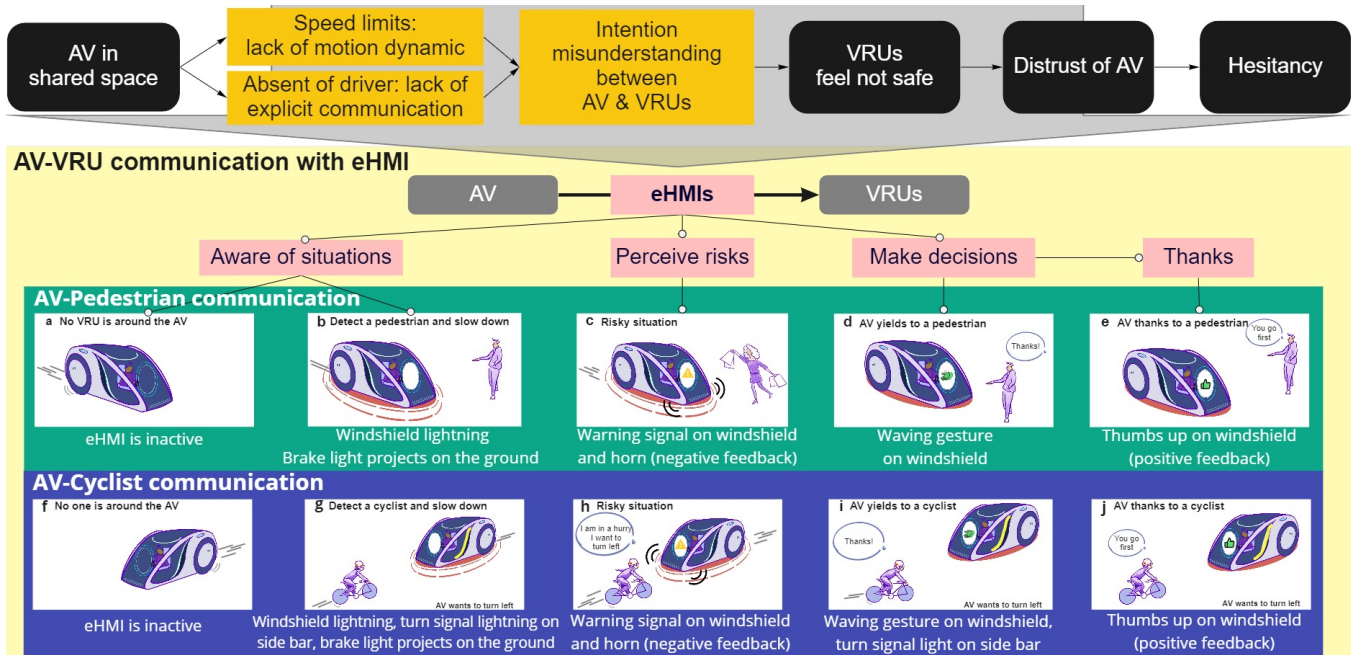 AV in
shared space
Speed limits:
lack of motion dynamic
Absent of driver: lack of
explicit communication
Intention
misunderstanding
between
AV & VRUs
VRUs
feel not safe
Distrust of AV
Hesitancy
AV-VRU communication with eHMI
AV
eHMIs
VRUs
Aware of situations
Perceive risks
Make decisions
Thanks
AV-Pedestrian communication
a No VRU is around the AV
eHMI is inactive
b Detect a pedestrian and slow down
Windshield lightning
Brake light projects on the ground
c Risky situation
Warning signal on windshield
and horn (negative feedback)
d AV yields to a pedestrian
Thanks!
Waving gesture
on windshield
e AV thanks to a pedestrian
You go
first
Thumbs up on windshield
(positive feedback)
AV-Cyclist communication
f No one is around the AV
eHMI is inactive
g Detect a cyclist and slow down
AV wants to turn left
Windshield lightning, turn signal lightning on
side bar, brake light projects on the ground
h Risky situation
I am in a hurry
I want to
turn left
AV wants to turn left
Warning signal on windshield
and horn (negative feedback)
i AV yields to a cyclist
Thanks!
AV wants to turn left
Waving gesture on windshield,
turn signal light on side bar
j AV thanks to a cyclist
You go
first
AV wants to turn left
Thumbs up on windshield
(positive feedback)